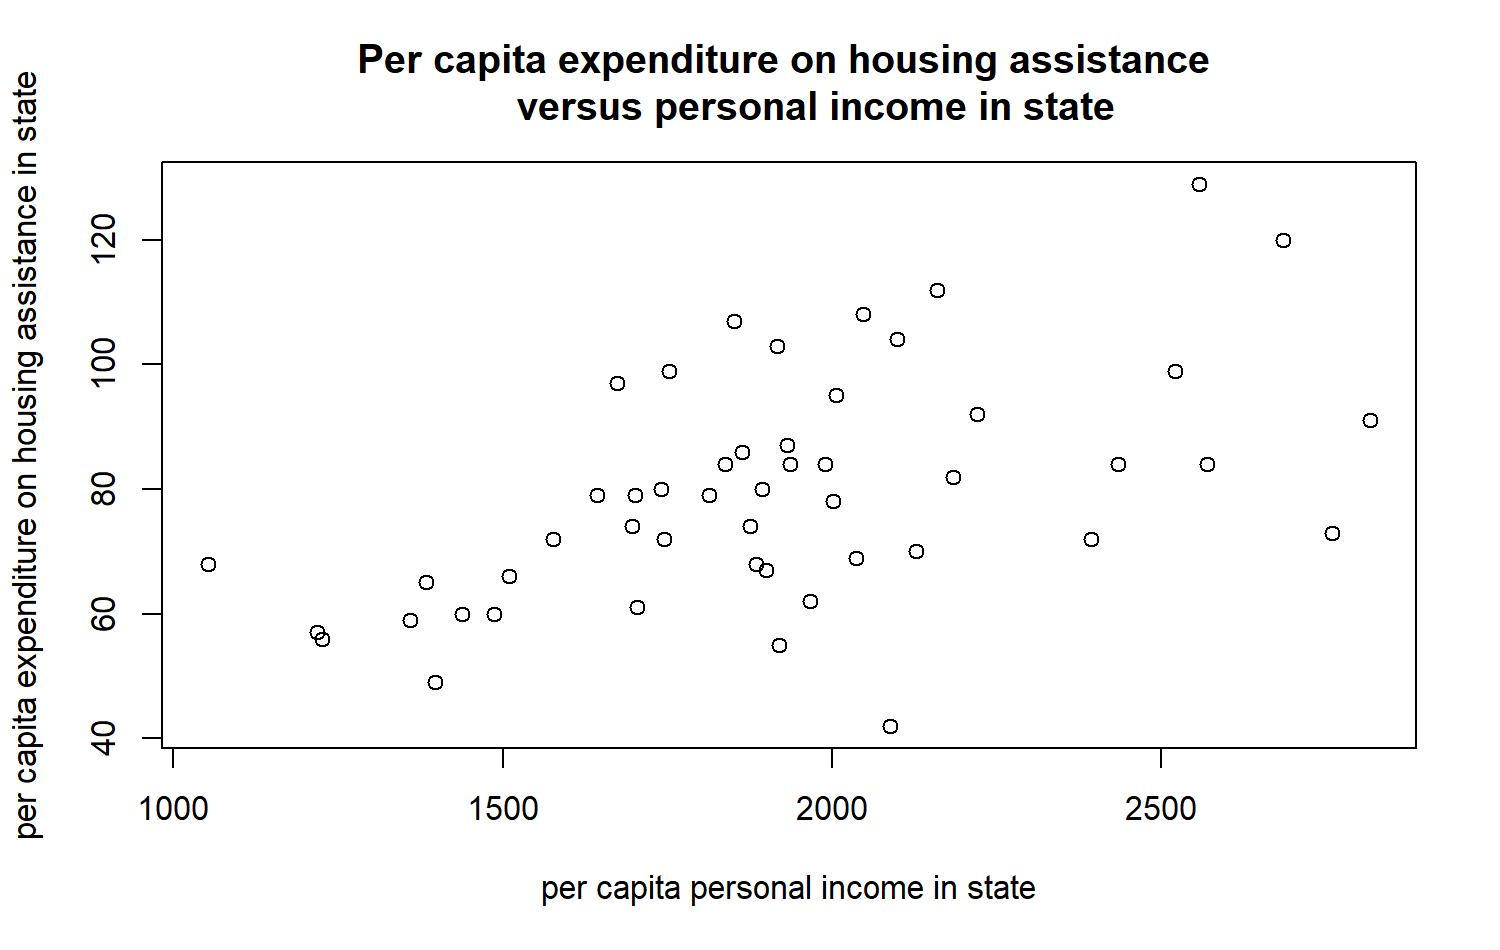 Per capita expenditure on housing assistance
versus personal income in state
per capita expenditure on housing assistance in state
120
100
80
60
40
1000 1500 2000 2500
per capita personal income in state